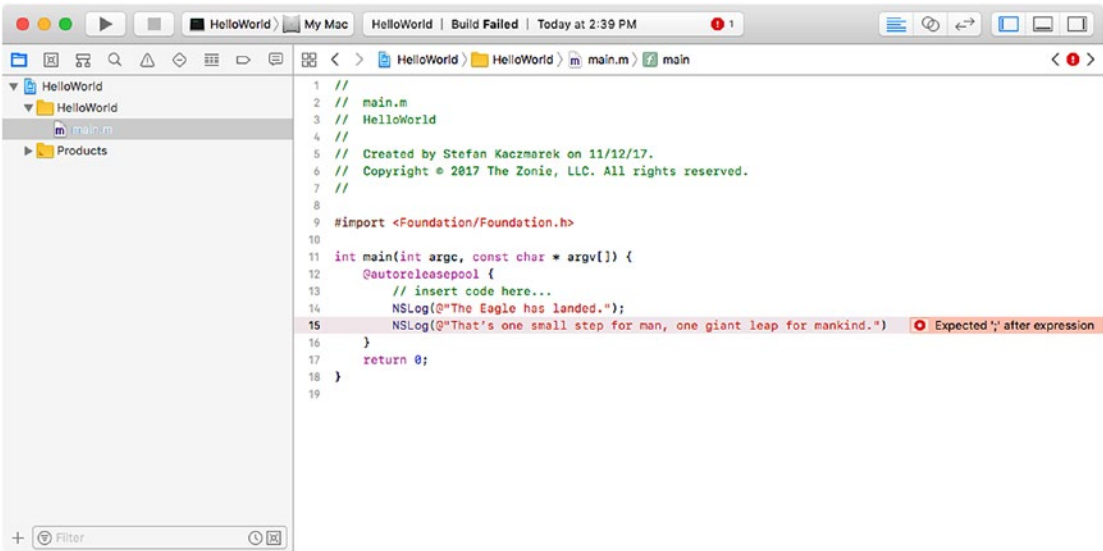 HelloWorld My Mac HelloWorld | Build Failed | Today at 2:39 PM 1
HelloWorld HelloWorld m main.m f main
HelloWorld
HelloWorld
m main.m
Products
1 //
2 // main.m
3 // HelloWorld
4 //
5 // Created by Stefan Kaczmarek on 11/12/17.
6 // Copyright © 2017 The Zonie, LLC. All rights reserved.
7 //
8
9 #import <Foundation/Foundation.h>
10
11 int main(int argc, const char * argv[]) {
12 @autoreleasepool {
13 // insert code here...
14 NSLog(@"The Eagle has landed.");
15 NSLog(@"That's one small step for man, one giant leap for mankind.") Expected ';' after expression
16 }
17 return 0;
18 }
19
Filter